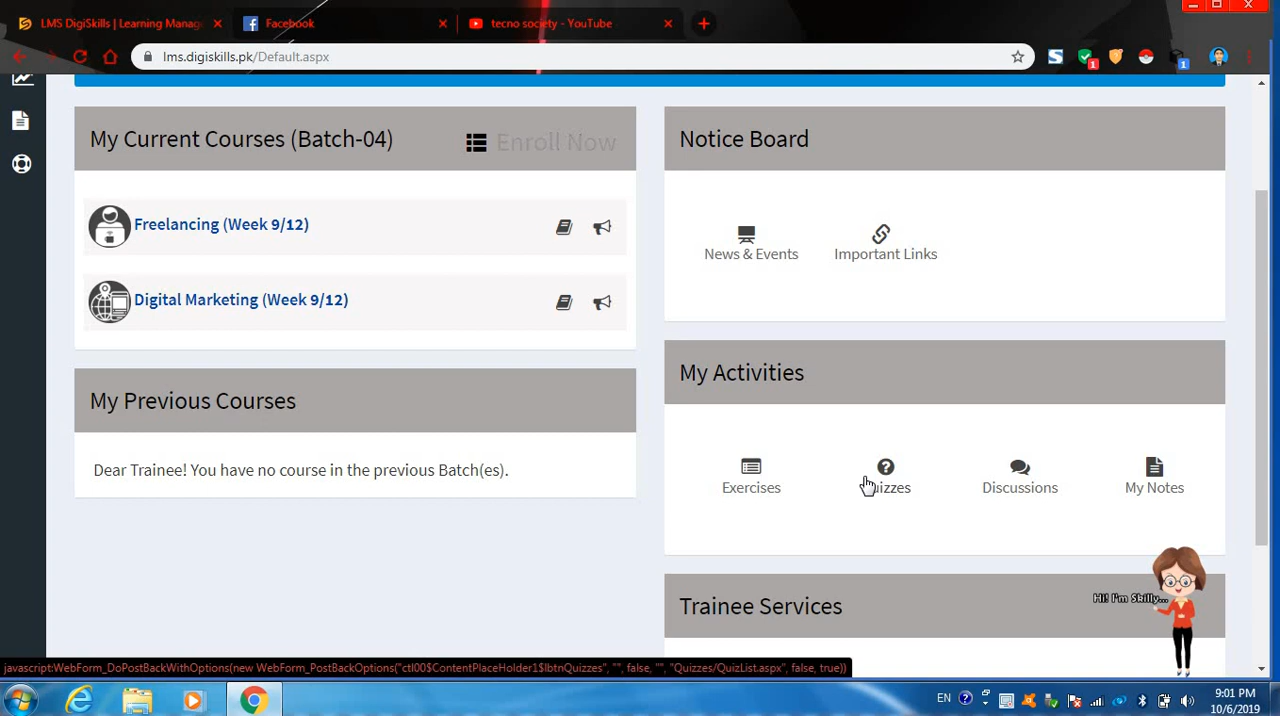 LMS DigiSkills | Learning Manag
Facebook
tecno society - YouTube
lms.digiskills.pk/Default.aspx
1
1
My Current Courses (Batch-04)
Enroll Now
Freelancing (Week 9/12)
Digital Marketing (Week 9/12)
My Previous Courses
Dear Trainee! You have no course in the previous Batch(es).
Notice Board
News & Events
Important Links
My Activities
Exercises
Quizzes
Discussions
My Notes
Trainee Services
Hi! I'm Skilly...
javascript:WebForm_DoPostBackWithOptions(new WebForm_PostBackOptions("ctl00$ContentPlaceHolder1$lbtnQuizzes", "", false, "", "Quizzes/QuizList.aspx", false, true))
EN
9:01 PM
10/6/2019